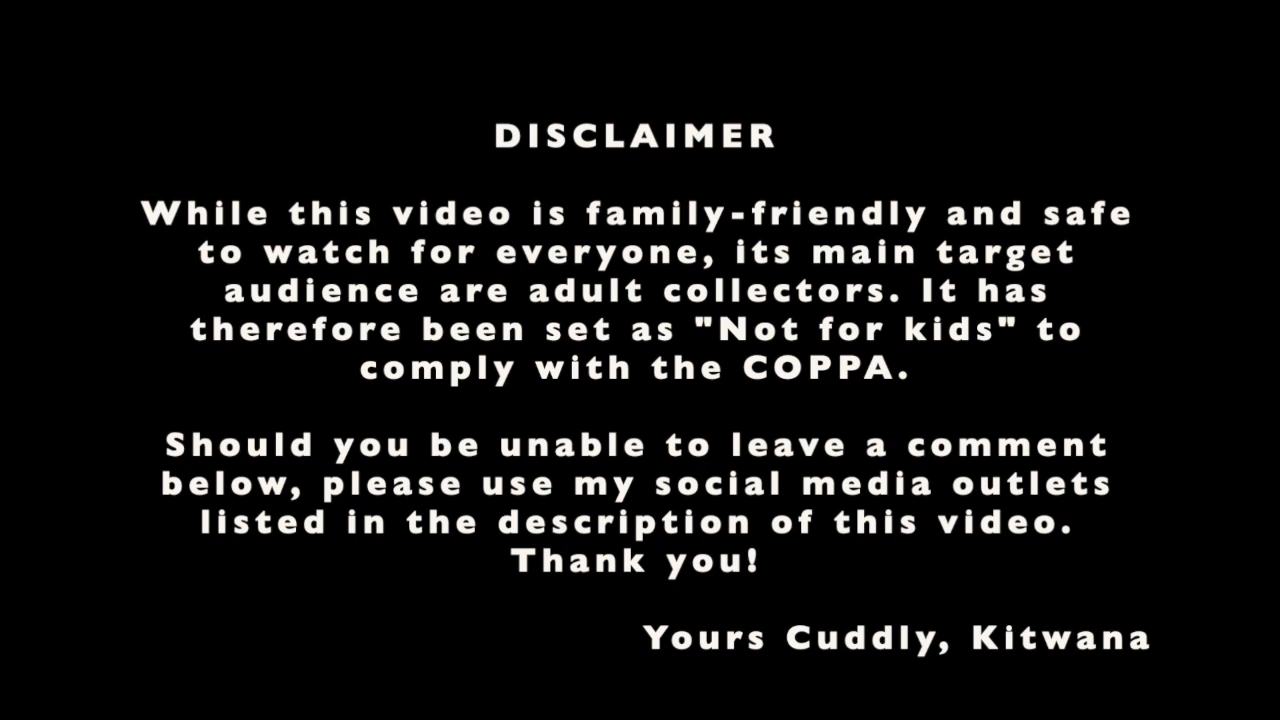 DISCLAIMER
While this video is family-friendly and safe
to watch for everyone, its main target
audience are adult collectors. It has
therefore been set as "Not for kids" to
comply with the COPPA.
Should you be unable to leave a comment
below, please use my social media outlets
listed in the description of this video.
Thank you!
Yours Cuddly, Kitwana